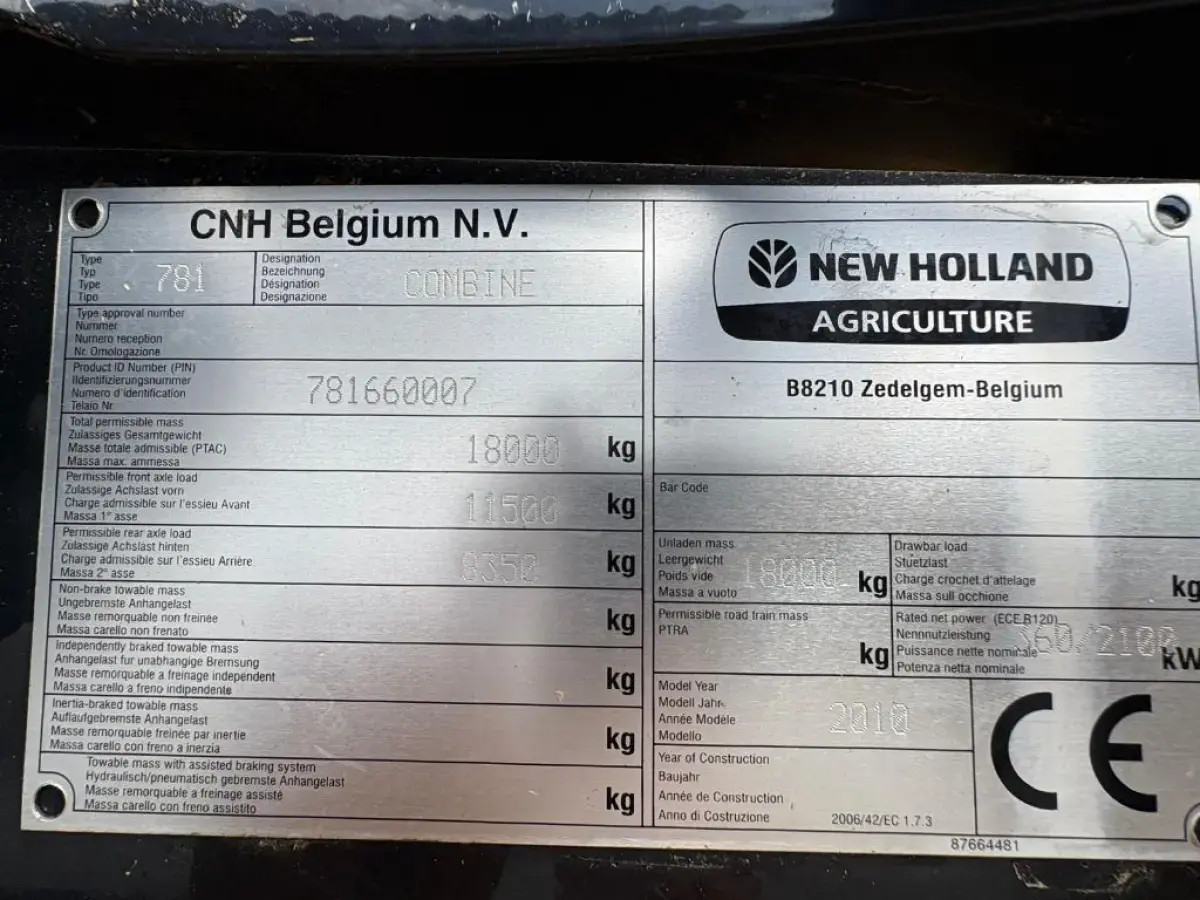 CNH Belgium N.V.
Type
Typ
Type
Tipo
781
Designation
Bezeichnung
Désignation
Designazione
COMBINE
Type approval number
Nummer
Numero reception
Nr. Omologazione
Product ID Number (PIN)
Ildentifizierungsnummer
Numero d'identification
Telaio Nr.
781660007
Total permissible mass
Zulassiges Gesamtgewicht
Masse totale admissible (PTAC)
Massa max. ammessa
18000 kg
Permissible front axle load
Zulassige Achslast vorn
Charge admissible sur l'essieu Avant
Massa 1° asse
11500 kg
Permissible rear axle load
Zulassige Achslast hinten
Charge admissible sur l'essieu Arrière
Massa 2° asse
8350 kg
Non-brake towable mass
Ungebremste Anhangelast
Masse remorquable non freinée
Massa carello non frenato
kg
Independently braked towable mass
Anhangelast fur unabhangige Bremsung
Masse remorquable a freinage independent
Massa carello a freno indipendente
kg
Inertia-braked towable mass
Auflaufgebremste Anhangelast
Masse remorquable freinée par inertie
Massa carello con freno a inerzia
kg
Towable mass with assisted braking system
Hydraulisch/pneumatisch gebremste Anhangelast
Masse remorquable a freinage assisté
Massa carello con freno assistito
kg
NEW HOLLAND
AGRICULTURE
B8210 Zedelgem-Belgium
Bar Code
Unladen mass
Leergewicht
Poids vide
Massa a vuoto
18000 kg
Drawbar load
Stuetzlast
Charge crochet d'attelage
Massa sull occhione
kg
Permissible road train mass
PTRA
kg
Rated net power (ECE R120)
Nennnutzleistung
Puissance nette nominale
Potenza netta nominale
360/2100
kW
Model Year
Modell Jahr
Année Modèle
Modello
2010
Year of Construction
Baujahr
Année de Construction
Anno di Costruzione
2006/42/EC 1.7.3
CE
87664481